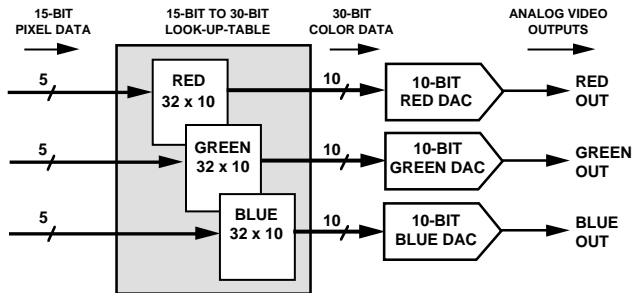 15-BIT
PIXEL DATA
15-BIT TO 30-BIT
LOOK-UP-TABLE
30-BIT
COLOR DATA
ANALOG VIDEO
OUTPUTS
5
RED
32 x 10
10
10-BIT
RED DAC
RED
OUT
5
GREEN
32 x 10
10
10-BIT
GREEN DAC
GREEN
OUT
5
BLUE
32 x 10
10
10-BIT
BLUE DAC
BLUE
OUT